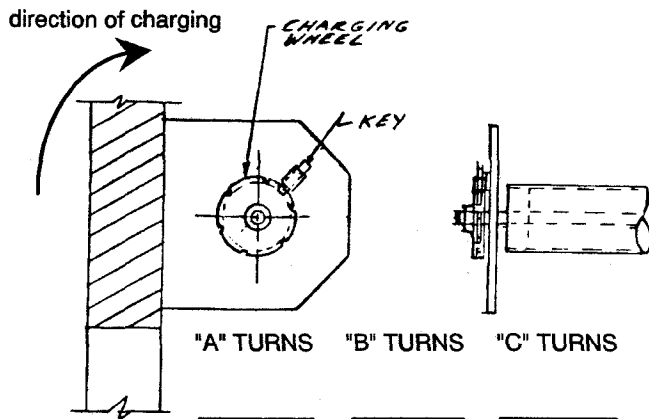 direction of charging
CHARGING
WHEEL
KEY
"A" TURNS "B" TURNS "C" TURNS